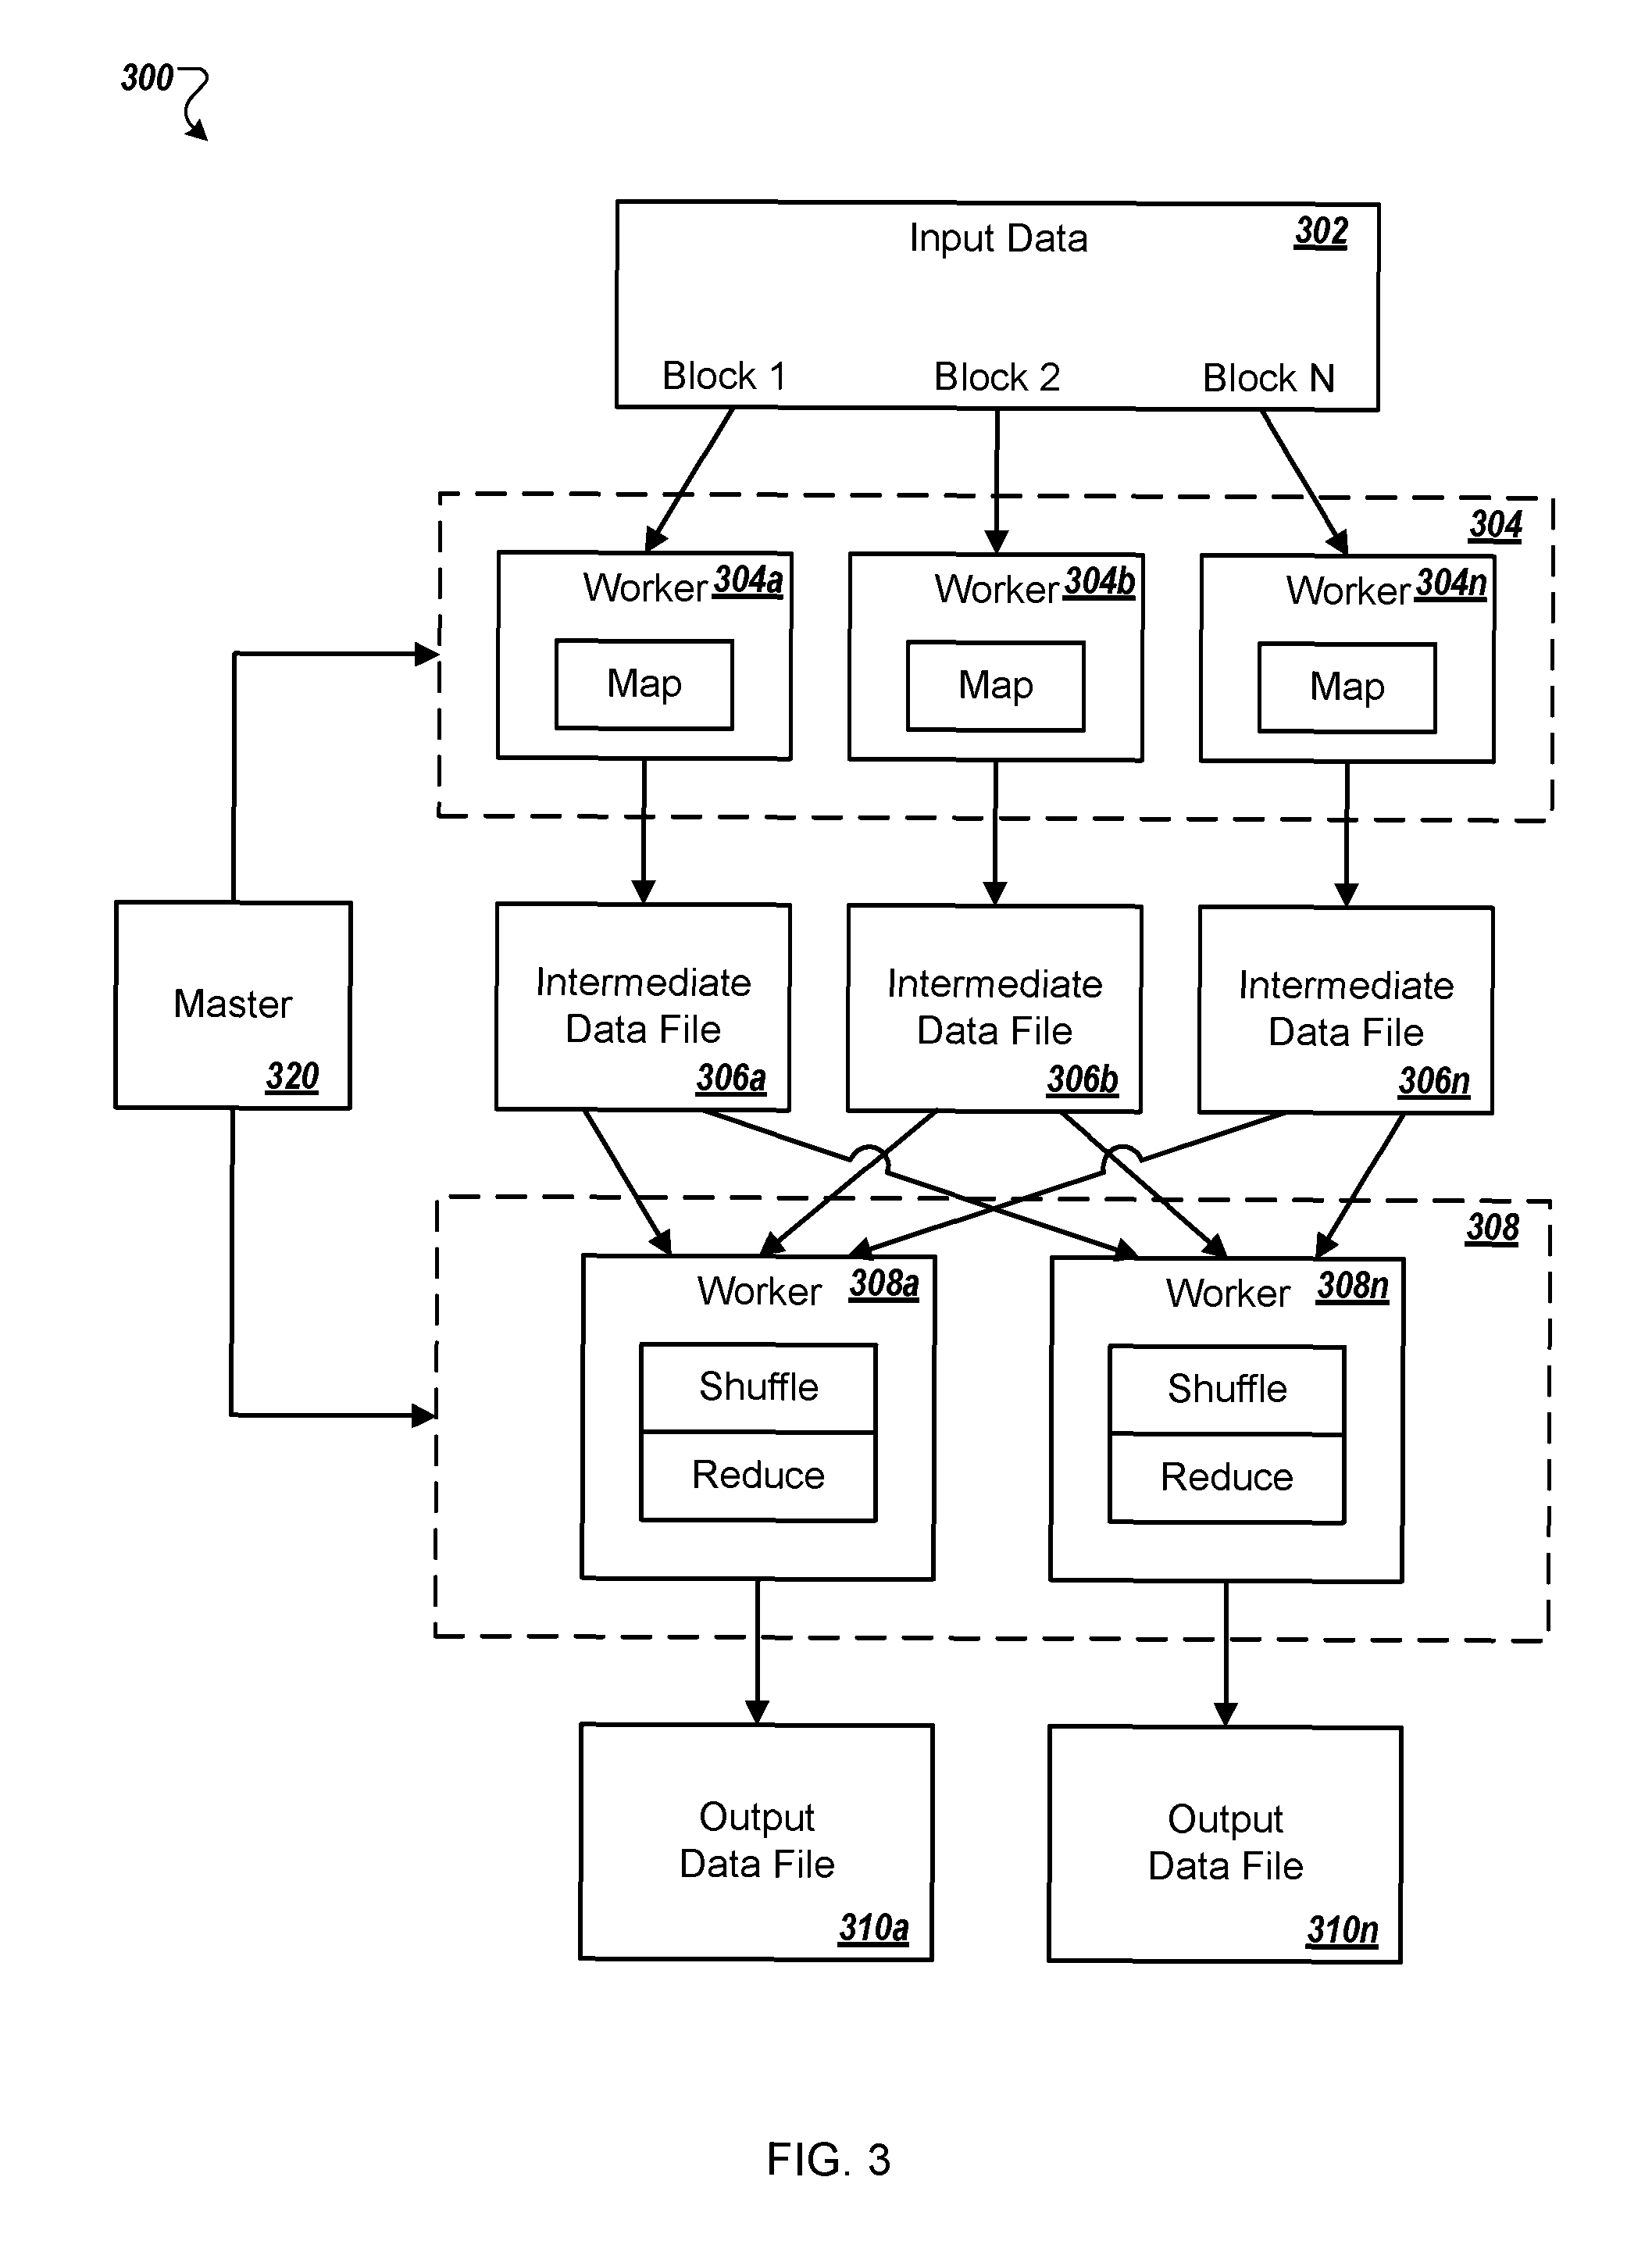 300
Input Data 302
Block 1 Block 2 Block N
304
Worker 304a Worker 304b Worker 304n
Map Map Map
Master
320
Intermediate Intermediate Intermediate
Data File Data File Data File
306a 306b 306n
308
Worker 308a Worker 308n
Shuffle Shuffle
Reduce Reduce
Output Output
Data File Data File
310a 310n
FIG. 3